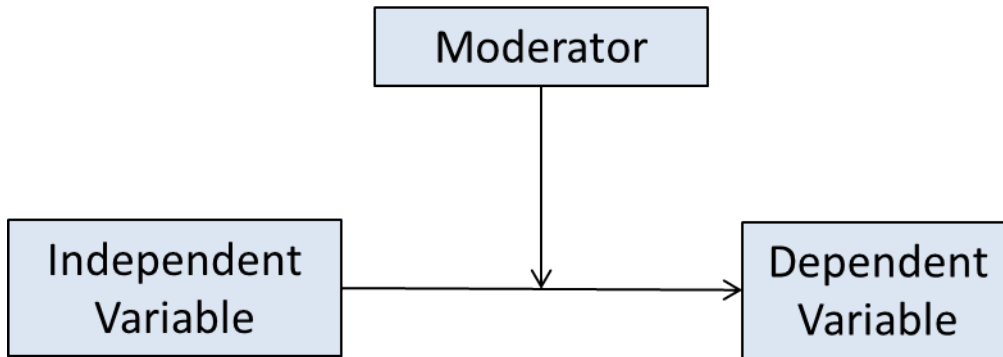 Moderator
Independent
Variable
Dependent
Variable